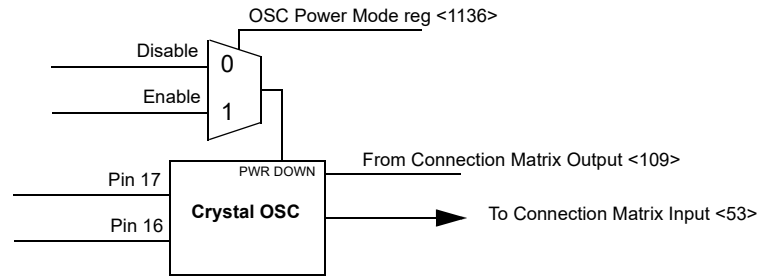 OSC Power Mode reg <1136>
Disable
0
Enable
1
PWR DOWN
From Connection Matrix Output <109>
Pin 17
Crystal OSC
To Connection Matrix Input <53>
Pin 16